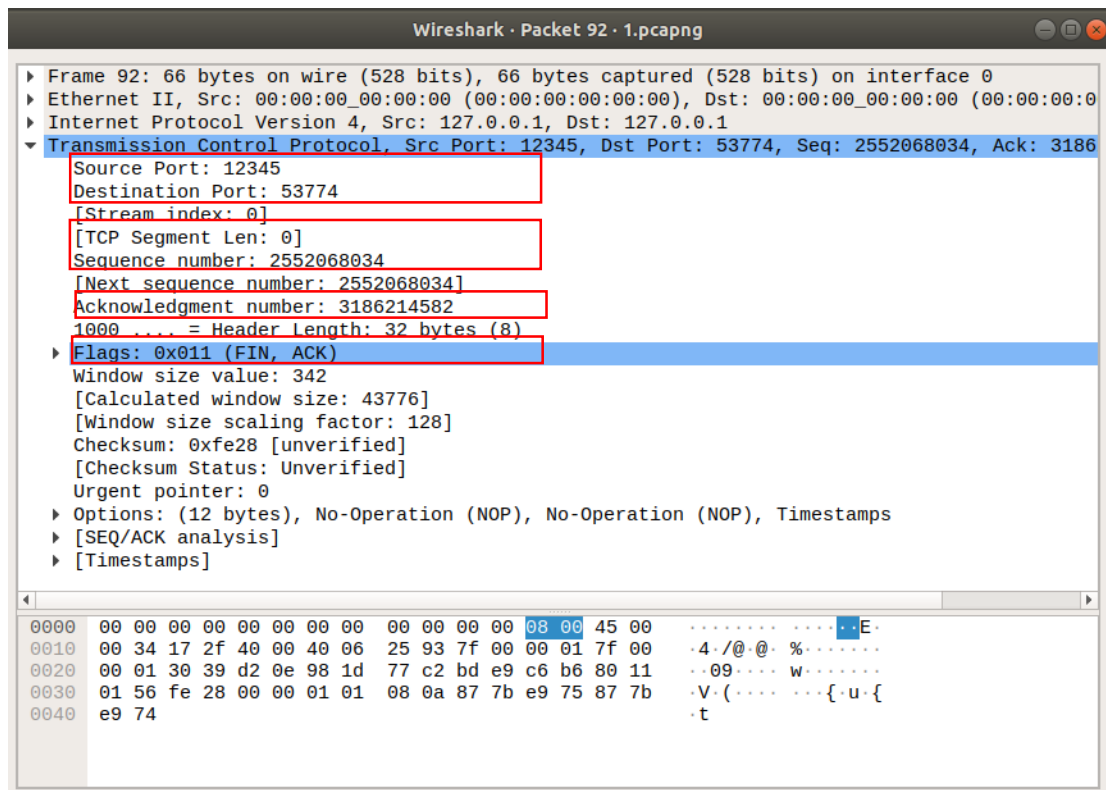 Wireshark · Packet 92 · 1.pcapng
Frame 92: 66 bytes on wire (528 bits), 66 bytes captured (528 bits) on interface 0
Ethernet II, Src: 00:00:00_00:00:00 (00:00:00:00:00:00), Dst: 00:00:00_00:00:00 (00:00:00:0
Internet Protocol Version 4, Src: 127.0.0.1, Dst: 127.0.0.1
Transmission Control Protocol, Src Port: 12345, Dst Port: 53774, Seq: 2552068034, Ack: 3186
Source Port: 12345
Destination Port: 53774
[Stream index: 0]
[TCP Segment Len: 0]
Sequence number: 2552068034
[Next sequence number: 2552068034]
Acknowledgment number: 3186214582
1000 .... = Header Length: 32 bytes (8)
Flags: 0x011 (FIN, ACK)
Window size value: 342
[Calculated window size: 43776]
[Window size scaling factor: 128]
Checksum: 0xfe28 [unverified]
[Checksum Status: Unverified]
Urgent pointer: 0
Options: (12 bytes), No-Operation (NOP), No-Operation (NOP), Timestamps
[SEQ/ACK analysis]
[Timestamps]
0000 00 00 00 00 00 00 00 00 00 00 00 00 08 00 45 00 ········ ······E·
0010 00 34 17 2f 40 00 40 06 25 93 7f 00 00 01 7f 00 ·4·/@·@· %·······
0020 00 01 30 39 d2 0e 98 1d 77 c2 bd e9 c6 b6 80 11 ··09···· w·······
0030 01 56 fe 28 00 00 01 01 08 0a 87 7b e9 75 87 7b ·V·(···· ···{·u·{
0040 e9 74 ·t